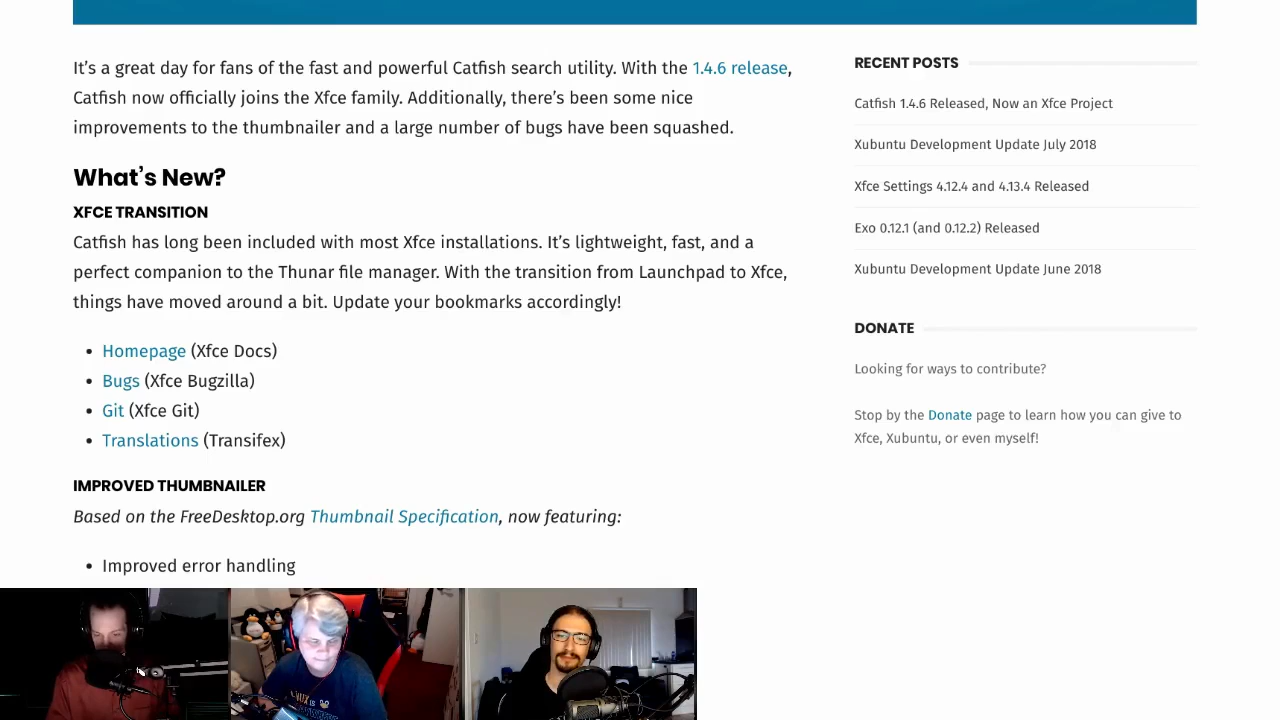 It's a great day for fans of the fast and powerful Catfish search utility. With the 1.4.6 release,
Catfish now officially joins the Xfce family. Additionally, there's been some nice
improvements to the thumbnailer and a large number of bugs have been squashed.
What's New?
XFCE TRANSITION
Catfish has long been included with most Xfce installations. It's lightweight, fast, and a
perfect companion to the Thunar file manager. With the transition from Launchpad to Xfce,
things have moved around a bit. Update your bookmarks accordingly!
• Homepage (Xfce Docs)
• Bugs (Xfce Bugzilla)
• Git (Xfce Git)
• Translations (Transifex)
IMPROVED THUMBNAILER
Based on the FreeDesktop.org Thumbnail Specification, now featuring:
• Improved error handling
RECENT POSTS
Catfish 1.4.6 Released, Now an Xfce Project
Xubuntu Development Update July 2018
Xfce Settings 4.12.4 and 4.13.4 Released
Exo 0.12.1 (and 0.12.2) Released
Xubuntu Development Update June 2018
DONATE
Looking for ways to contribute?
Stop by the Donate page to learn how you can give to
Xfce, Xubuntu, or even myself!